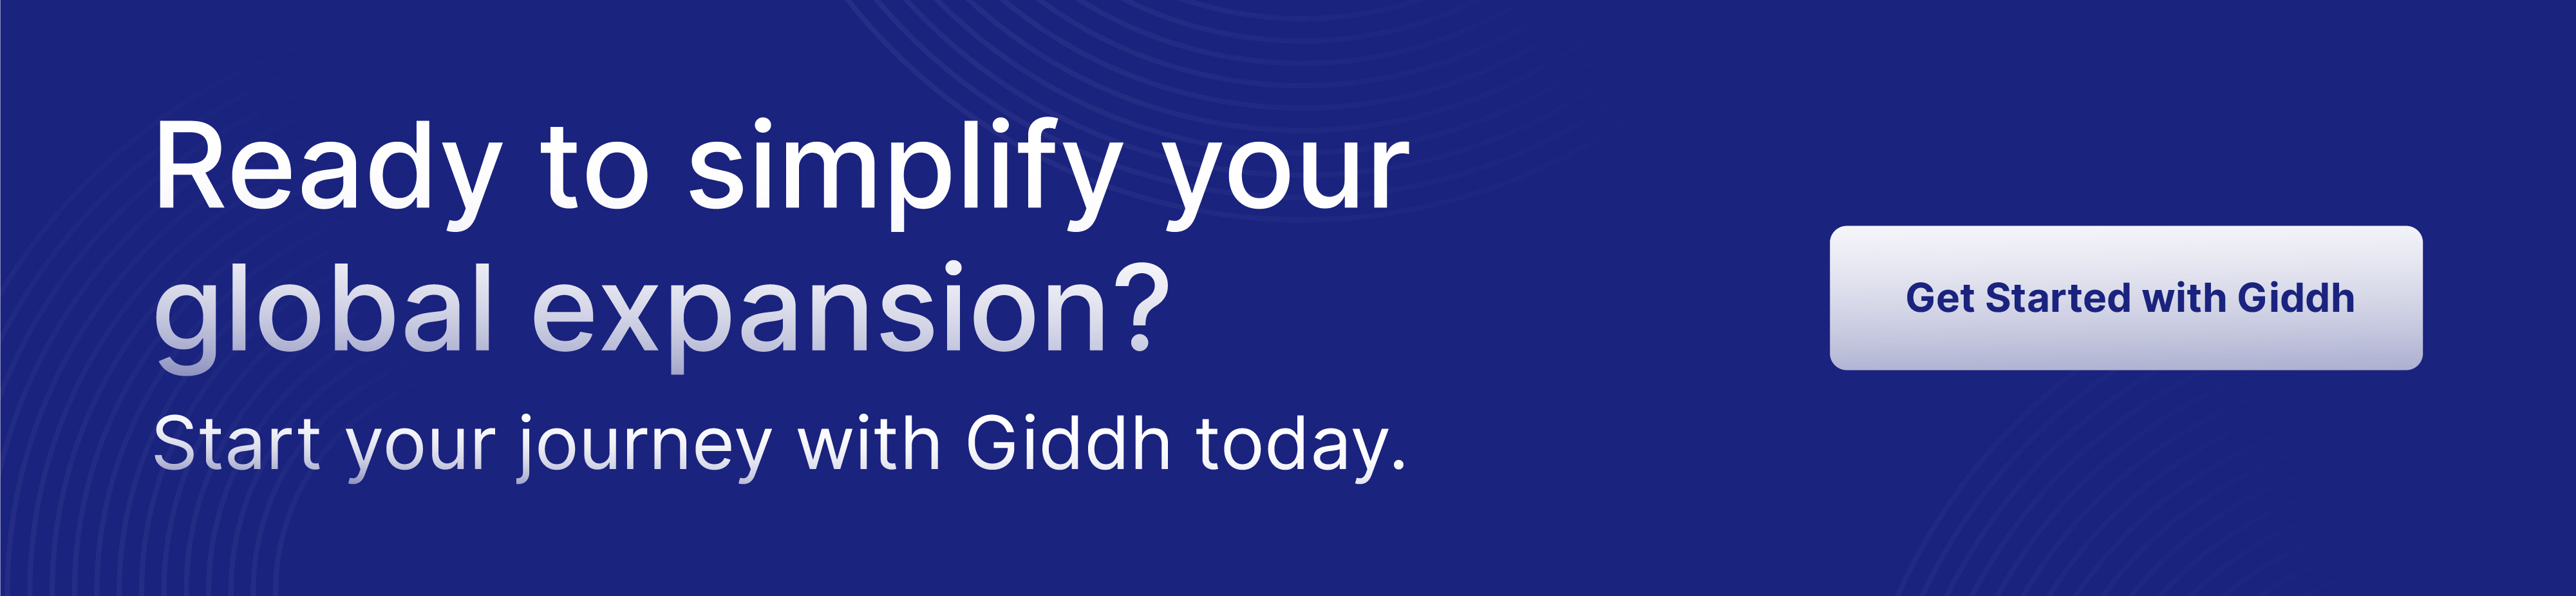 Ready to simplify your
global expansion?
Start your journey with Giddh today.
Get Started with Giddh